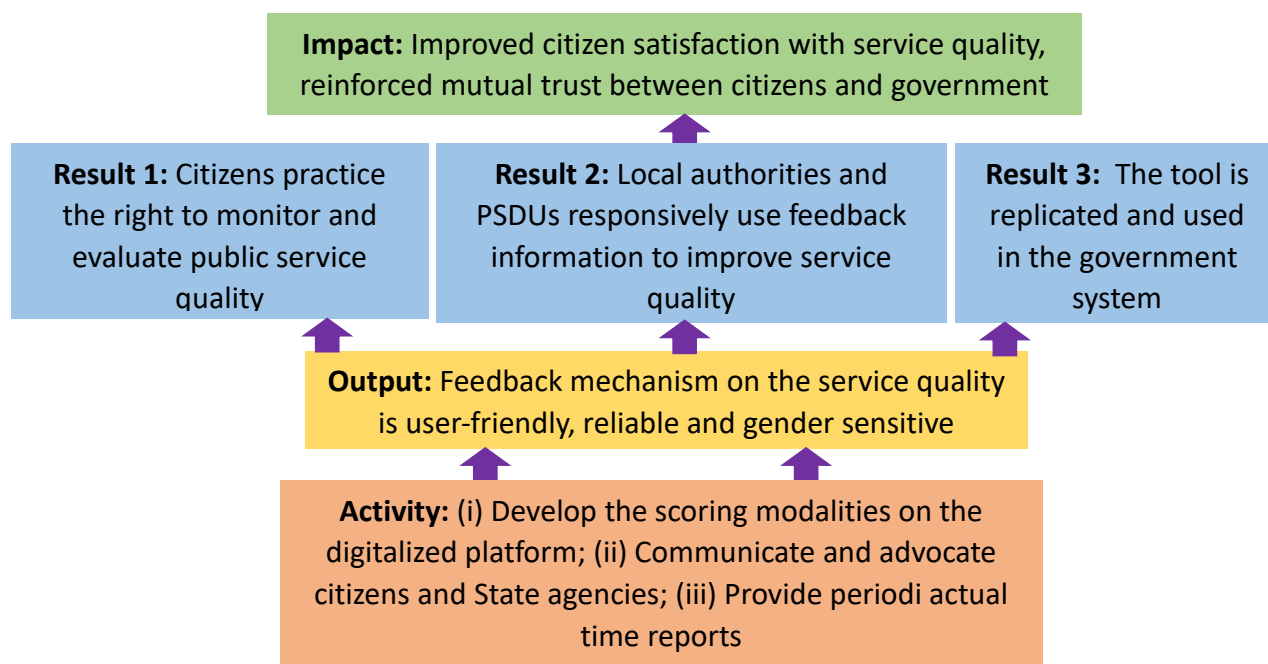 Impact: Improved citizen satisfaction with service quality,
reinforced mutual trust between citizens and government
Result 1: Citizens practice
the right to monitor and
evaluate public service
quality
Result 2: Local authorities and
PSDUs responsively use feedback
information to improve service
quality
Result 3: The tool is
replicated and used
in the government
system
Output: Feedback mechanism on the service quality
is user-friendly, reliable and gender sensitive
Activity: (i) Develop the scoring modalities on the
digitalized platform; (ii) Communicate and advocate
citizens and State agencies; (iii) Provide periodi actual
time reports